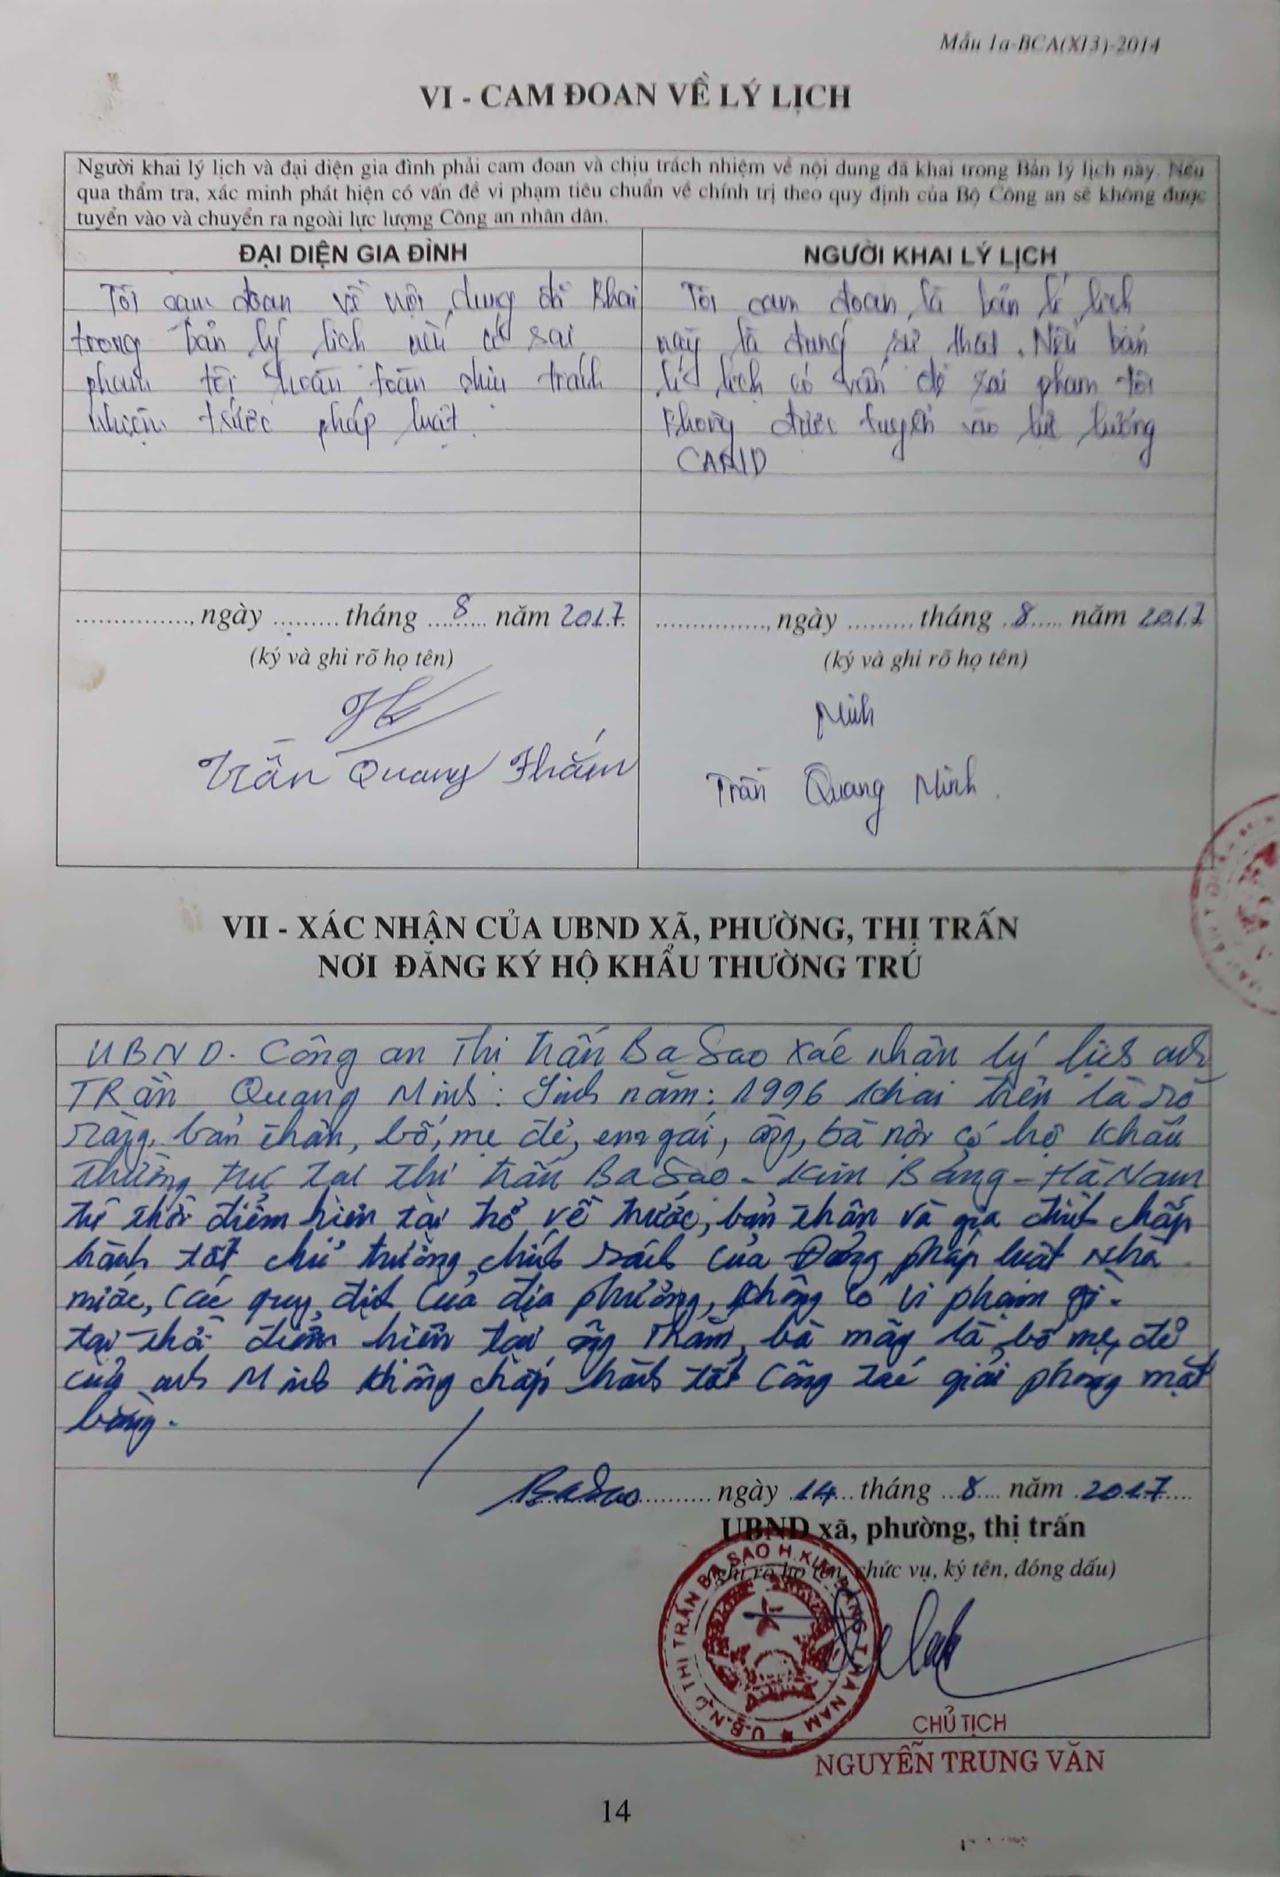 Mẫu 1a-BCA(X13)-2014
VI - CAM ĐOAN VỀ LÝ LỊCH
Người khai lý lịch và đại diện gia đình phải cam đoan và chịu trách nhiệm về nội dung đã khai trong Bản lý lịch này. Nếu
qua thẩm tra, xác minh phát hiện có vấn đề vi phạm tiêu chuẩn về chính trị theo quy định của Bộ Công an sẽ không được
tuyển vào và chuyển ra ngoài lực lượng Công an nhân dân.
ĐẠI DIỆN GIA ĐÌNH
Tôi cam đoan về nội dung đã khai
trong bản lý lịch nếu có sai
phạm tôi hoàn toàn chịu trách
nhiệm trước pháp luật.
................., ngày ......... tháng ...8... năm 2017.
(ký và ghi rõ họ tên)
Trần Quang Thắm
NGƯỜI KHAI LÝ LỊCH
Tôi cam đoan là bản lí lịch
này là đúng sự thật. Nếu bản
lí lịch có vấn đề sai phạm tôi
không được tuyển vào lực lượng
CAND
................., ngày .......... tháng ..8..... năm 2017
(ký và ghi rõ họ tên)
Minh
Trần Quang Minh.
VII - XÁC NHẬN CỦA UBND XÃ, PHƯỜNG, THỊ TRẤN
NƠI ĐĂNG KÝ HỘ KHẨU THƯỜNG TRÚ
UBND. Công an Thị trấn Ba Sao xác nhận lý lịch anh
TRần Quang Minh: Sinh năm: 1996 khai trên là rõ
ràng, bản thân, bố, mẹ đẻ, em gái, ông, bà nội có hộ khẩu
thường trú tại thị trấn Ba Sao - Kim Bảng - Hà Nam
từ thời điểm hiện tại trở về trước, bản thân và gia đình chấp
hành tốt chủ trương chính sách của Đảng pháp luật nhà
nước, các quy định của địa phương, không có vi phạm gì.
tại thời điểm hiện tại ông Thắm, bà mây là bố mẹ đẻ
của anh Minh không chấp hành tốt công tác giải phóng mặt
bằng.
Ba Sao........... ngày .14... tháng ...8.... năm .2017....
UBND xã, phường, thị trấn
(ghi rõ họ tên, chức vụ, ký tên, đóng dấu)
U.B.N.D THỊ TRẤN BA SAO H.KIM BẢNG T.HÀ NAM
CHỦ TỊCH
NGUYỄN TRUNG VĂN
14